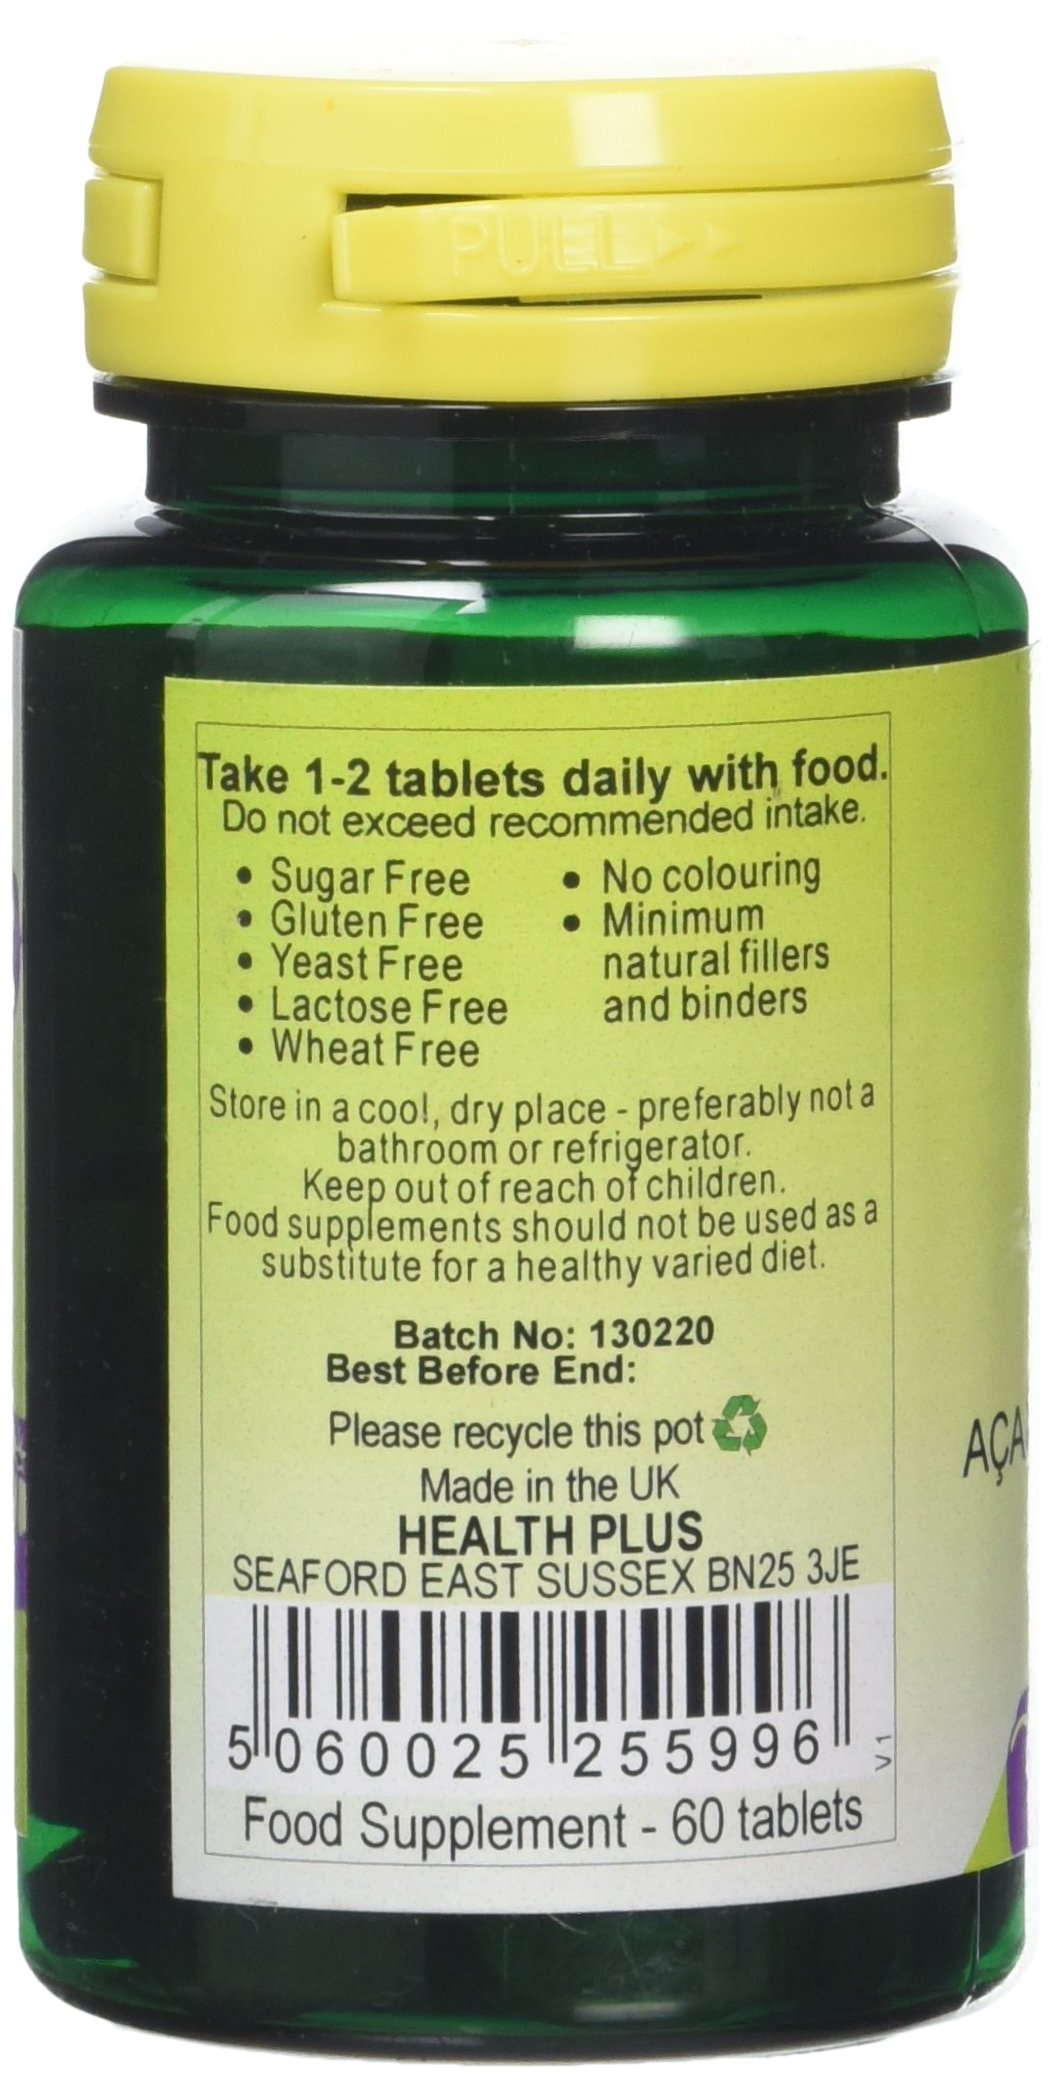 PULL
Take 1-2 tablets daily with food.
Do not exceed recommended intake.
• Sugar Free
• Gluten Free
• Yeast Free
• Lactose Free
• Wheat Free
• No colouring
• Minimum
natural fillers
and binders
Store in a cool, dry place - preferably not a
bathroom or refrigerator.
Keep out of reach of children.
Food supplements should not be used as a
substitute for a healthy varied diet.
Batch No: 130220
Best Before End:
Please recycle this pot
Made in the UK
HEALTH PLUS
SEAFORD EAST SUSSEX BN25 3JE
5 060025 255996
V1
Food Supplement - 60 tablets